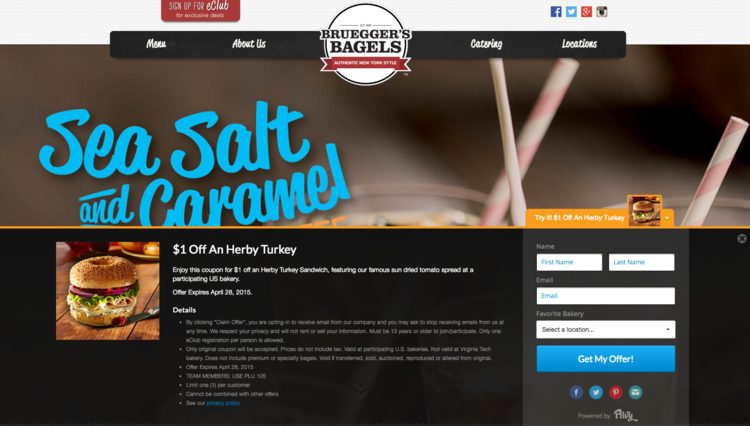 SIGN UP FOR eClub
for exclusive deals
EST. 1983
BRUEGGER'S
BAGELS
AUTHENTIC NEW YORK STYLE
Menu
About Us
Catering
Locations
Sea Salt
and Caramel
Try it! $1 Off An Herby Turkey
$1 Off An Herby Turkey
Enjoy this coupon for $1 off an Herby Turkey Sandwich, featuring our famous sun dried tomato spread at a
participating US bakery.
Offer Expires April 28, 2015.
Details
By clicking "Claim Offer", you are opting-in to receive email from our company and you may ask to stop receiving emails from us at
any time. We respect your privacy and will not rent or sell your information. Must be 13 years or older to join/participate. Only one
eClub registration per person is allowed.
Only original coupon will be accepted. Prices do not include tax. Valid at participating U.S. bakeries. Not valid at Virginia Tech
bakery. Does not include premium or specialty bagels. Void if transferred, sold, auctioned, reproduced or altered from original.
Offer Expires April 28, 2015
TEAM MEMBERS: USE PLU 105
Limit one (1) per customer
Cannot be combined with other offers
See our privacy policy.
Name
First Name
Last Name
Email
Email
Favorite Bakery
Select a location...
Get My Offer!
Powered by Privy